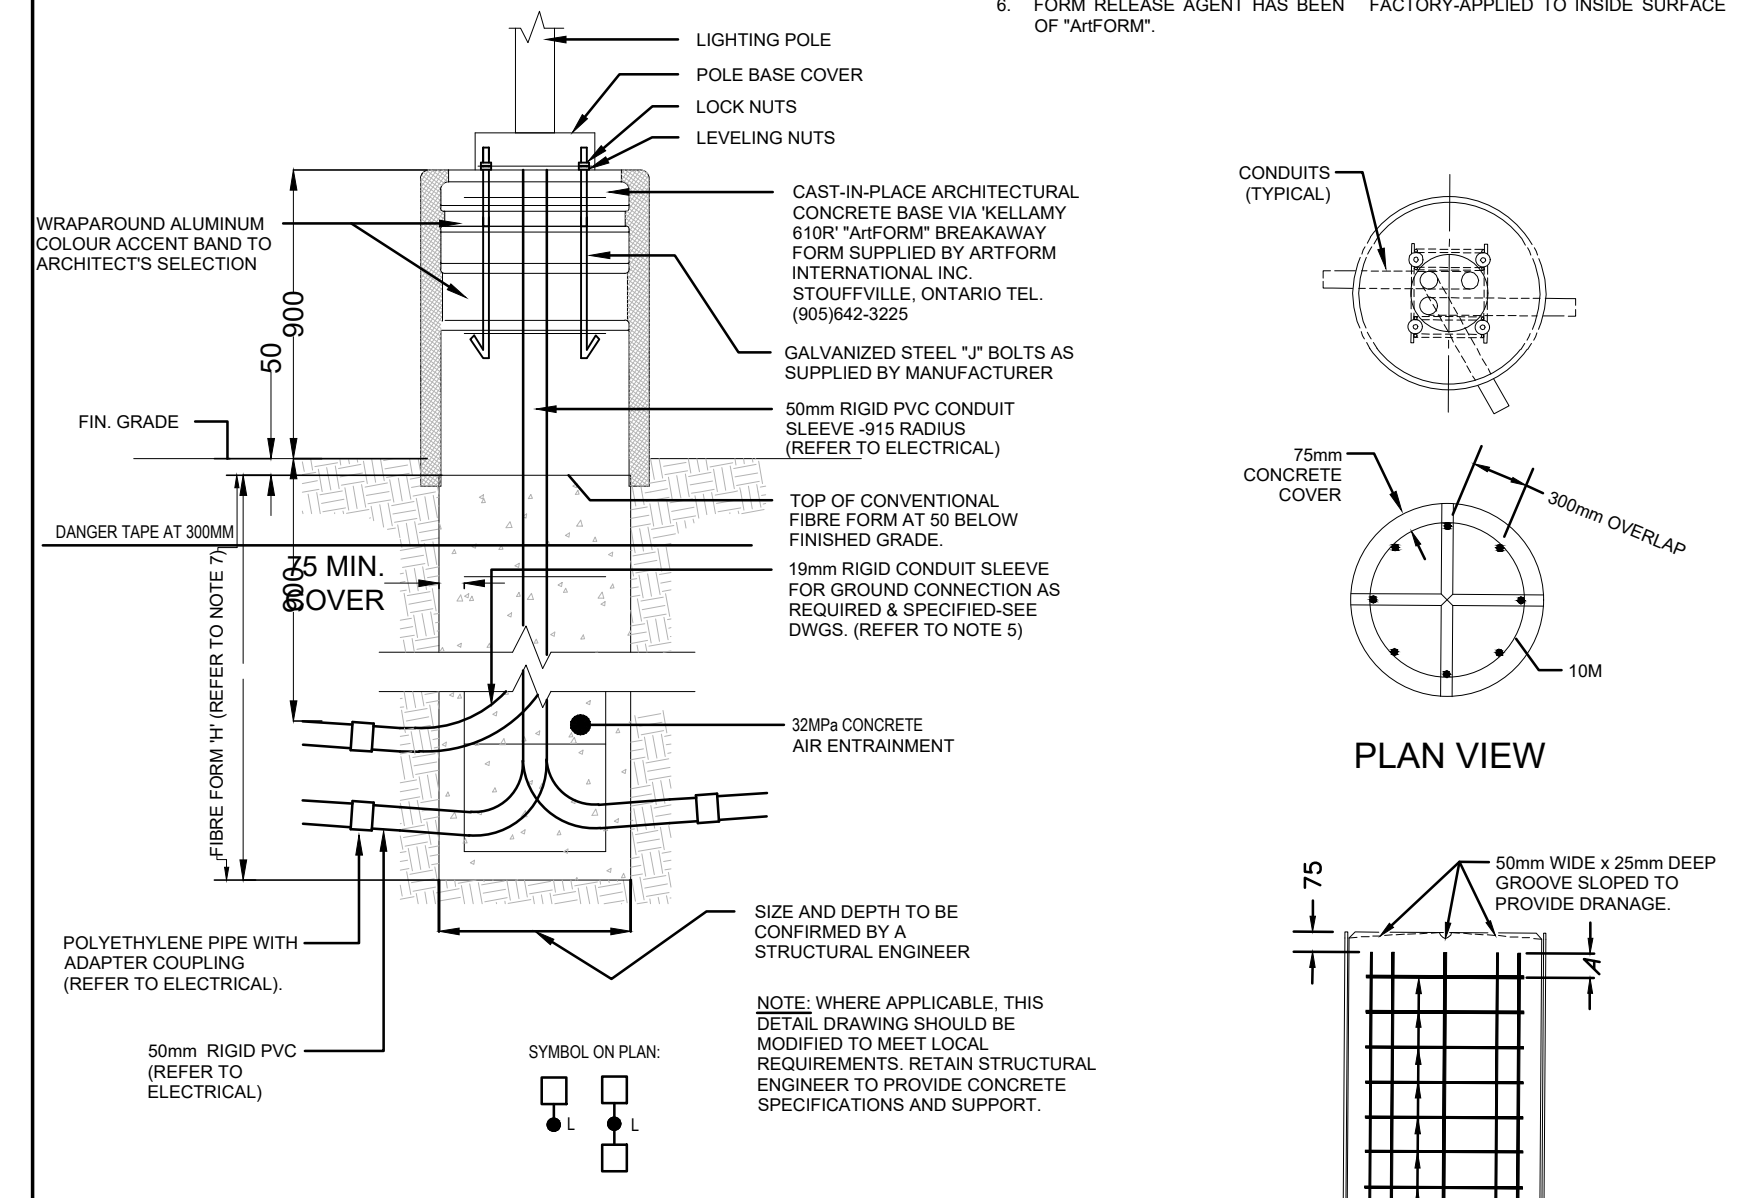 6. FORM RELEASE AGENT HAS BEEN FACTORY-APPLIED TO INSIDE SURFACE
OF "ArtFORM".
LIGHTING POLE
POLE BASE COVER
LOCK NUTS
LEVELING NUTS
CAST-IN-PLACE ARCHITECTURAL
CONCRETE BASE VIA 'KELLAMY
610R' "ArtFORM" BREAKAWAY
FORM SUPPLIED BY ARTFORM
INTERNATIONAL INC.
STOUFFVILLE, ONTARIO TEL.
(905)642-3225
WRAPAROUND ALUMINUM
COLOUR ACCENT BAND TO
ARCHITECT'S SELECTION
900
50
GALVANIZED STEEL "J" BOLTS AS
SUPPLIED BY MANUFACTURER
50mm RIGID PVC CONDUIT
SLEEVE -915 RADIUS
(REFER TO ELECTRICAL)
FIN. GRADE
TOP OF CONVENTIONAL
FIBRE FORM AT 50 BELOW
FINISHED GRADE.
DANGER TAPE AT 300MM
75 MIN.
COVER
900
19mm RIGID CONDUIT SLEEVE
FOR GROUND CONNECTION AS
REQUIRED & SPECIFIED-SEE
DWGS. (REFER TO NOTE 5)
FIBRE FORM 'H' (REFER TO NOTE 7)
32MPa CONCRETE
AIR ENTRAINMENT
SIZE AND DEPTH TO BE
CONFIRMED BY A
STRUCTURAL ENGINEER
POLYETHYLENE PIPE WITH
ADAPTER COUPLING
(REFER TO ELECTRICAL).
50mm RIGID PVC
(REFER TO
ELECTRICAL)
SYMBOL ON PLAN:
L
L
NOTE: WHERE APPLICABLE, THIS
DETAIL DRAWING SHOULD BE
MODIFIED TO MEET LOCAL
REQUIREMENTS. RETAIN STRUCTURAL
ENGINEER TO PROVIDE CONCRETE
SPECIFICATIONS AND SUPPORT.
CONDUITS
(TYPICAL)
75mm
CONCRETE
COVER
300mm OVERLAP
10M
PLAN VIEW
75
50mm WIDE x 25mm DEEP
GROOVE SLOPED TO
PROVIDE DRANAGE.
A